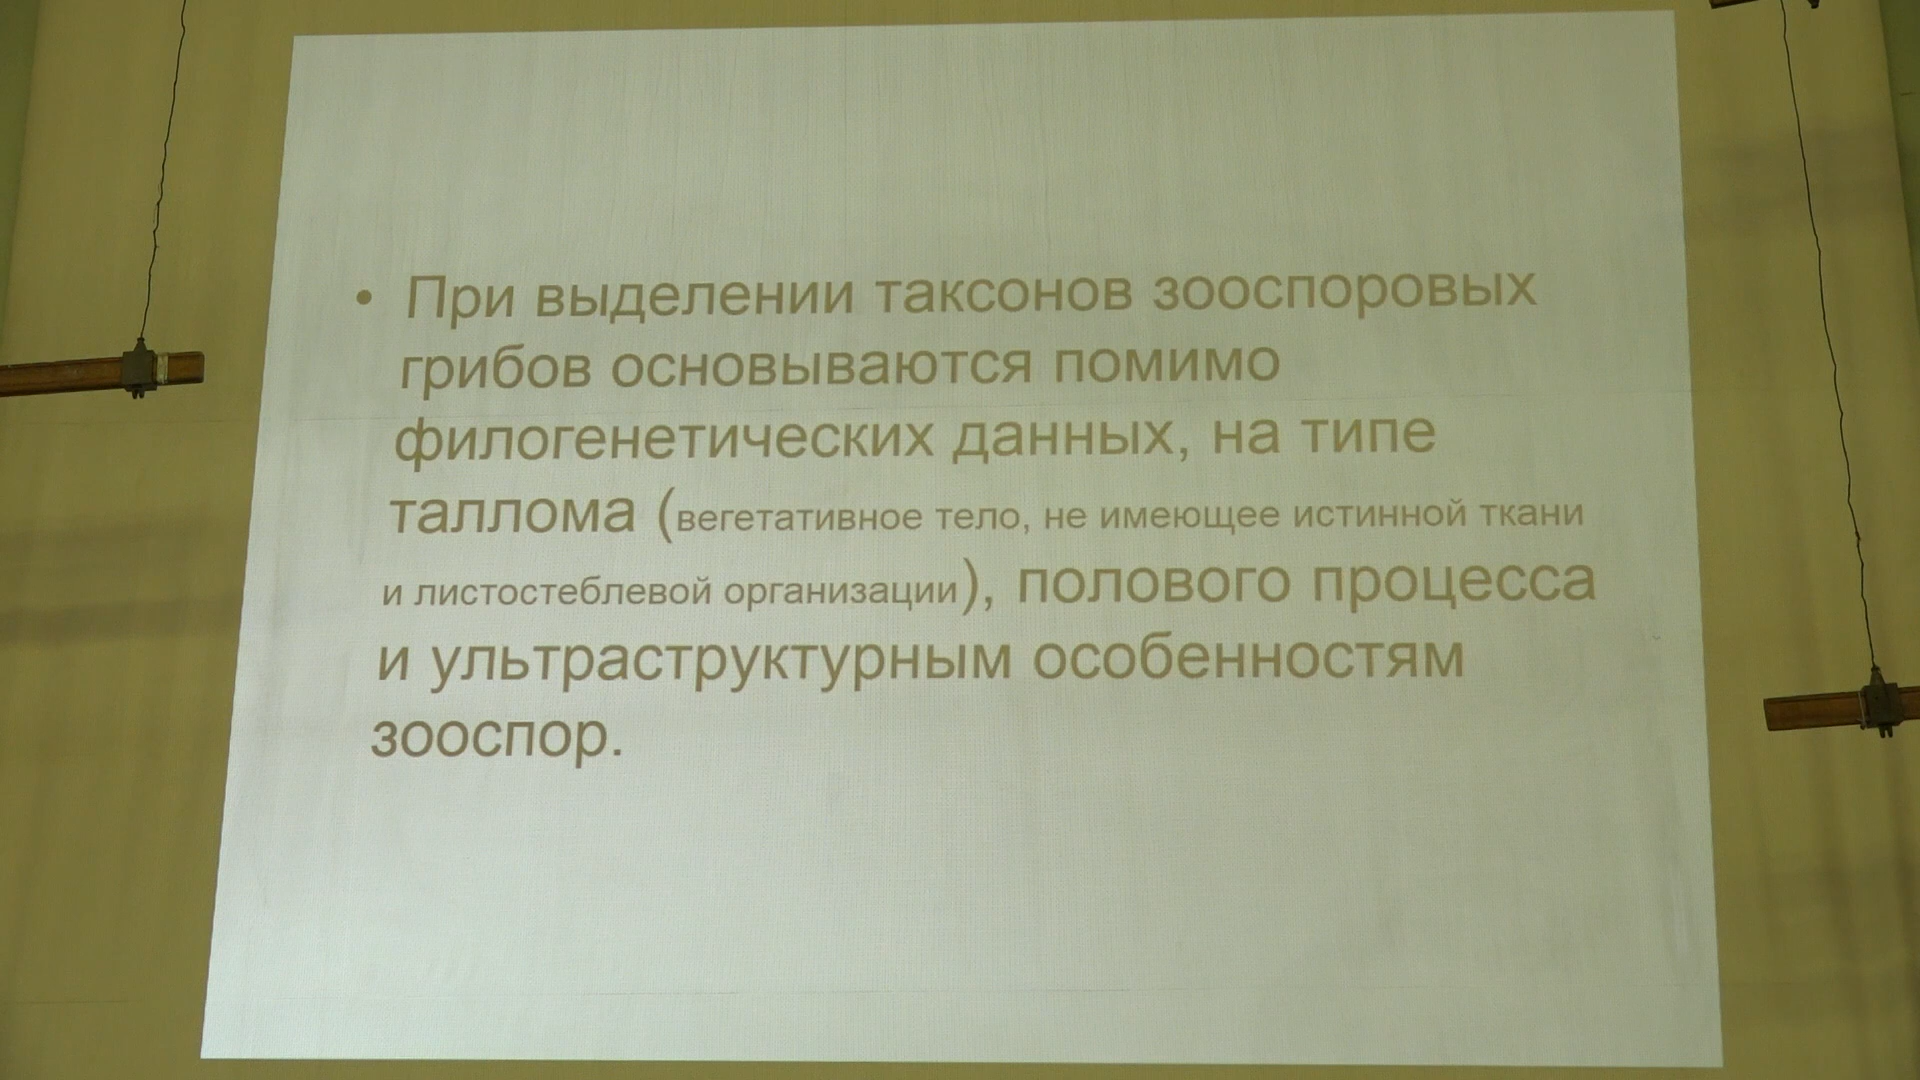 • При выделении таксонов зооспоровых
грибов основываются помимо
филогенетических данных, на типе
таллома (вегетативное тело, не имеющее истинной ткани
и листостеблевой организации), полового процесса
и ультраструктурным особенностям
зооспор.